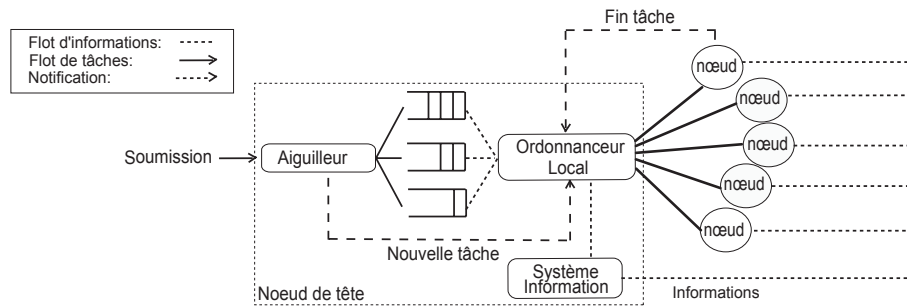 Fin tâche
Flot d'informations:
Flot de tâches:
Notification:
nœud
nœud
nœud
nœud
nœud
Soumission
Aiguilleur
Ordonnanceur
Local
Nouvelle tâche
Système
Information
Noeud de tête
Informations